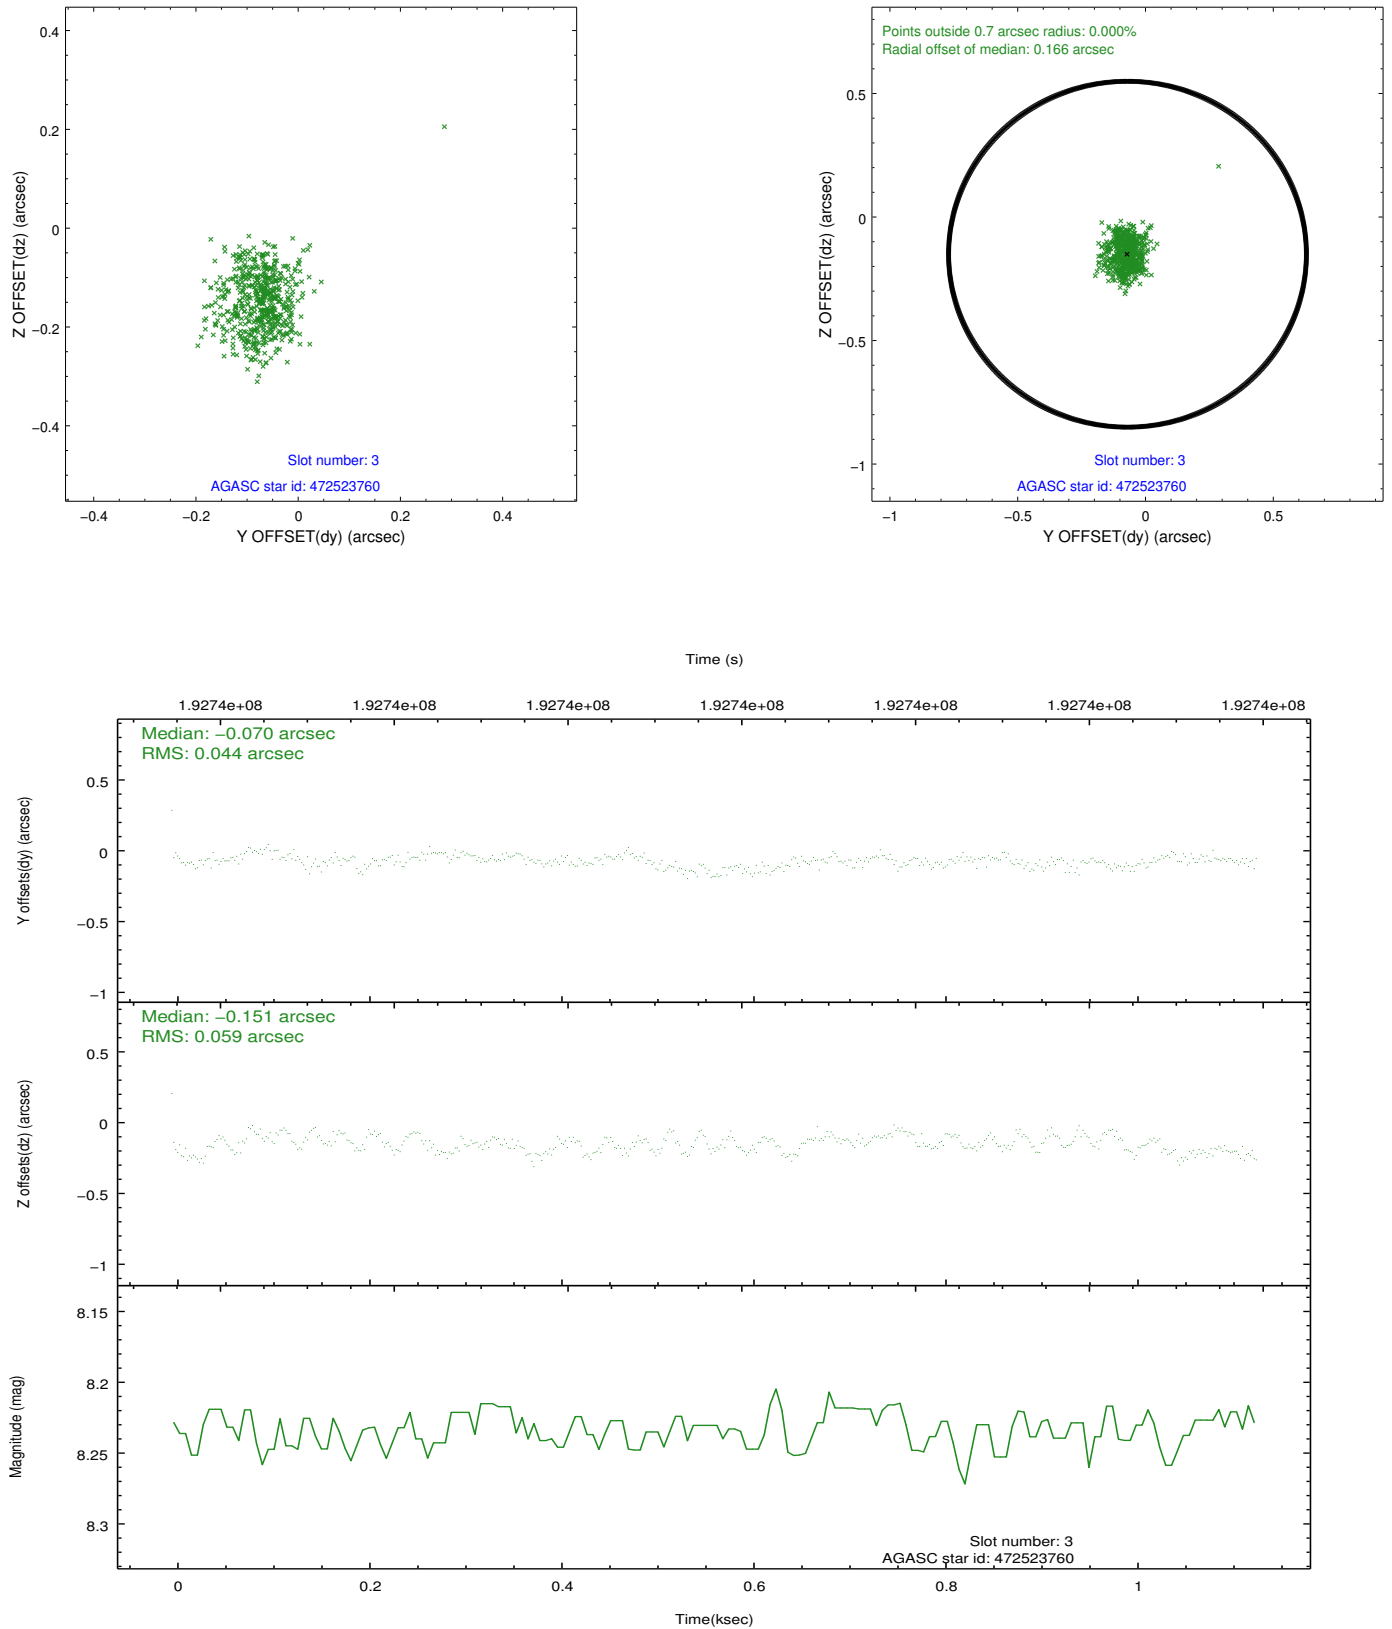 0.4
0.2
0
−0.2
−0.4
Z OFFSET(dz) (arcsec)
Slot number: 3
AGASC star id: 472523760
−0.4 −0.2 0 0.2 0.4
Y OFFSET(dy) (arcsec)
Points outside 0.7 arcsec radius: 0.000%
Radial offset of median: 0.166 arcsec
0.5
0
−0.5
−1
Z OFFSET(dz) (arcsec)
Slot number: 3
AGASC star id: 472523760
−1 −0.5 0 0.5
Y OFFSET(dy) (arcsec)
Time (s)
1.9274e+08 1.9274e+08 1.9274e+08 1.9274e+08 1.9274e+08 1.9274e+08 1.9274e+08
Median: −0.070 arcsec
RMS: 0.044 arcsec
0.5
0
−0.5
−1
Y offsets(dy) (arcsec)
Median: −0.151 arcsec
RMS: 0.059 arcsec
0.5
0
−0.5
−1
Z offsets(dz) (arcsec)
8.15
8.2
8.25
8.3
Magnitude (mag)
Slot number: 3
AGASC star id: 472523760
0 0.2 0.4 0.6 0.8 1
Time(ksec)